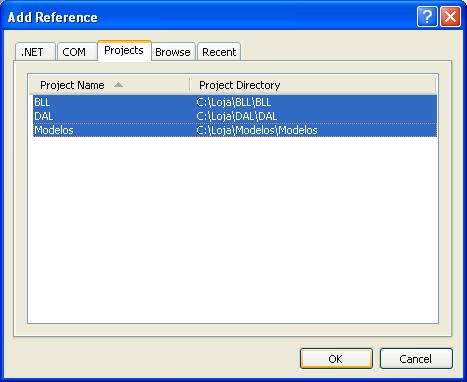 Add Reference
.NET COM Projects Browse Recent
Project Name Project Directory
BLL C:\Loja\BLL\BLL
DAL C:\Loja\DAL\DAL
Modelos C:\Loja\Modelos\Modelos
OK Cancel